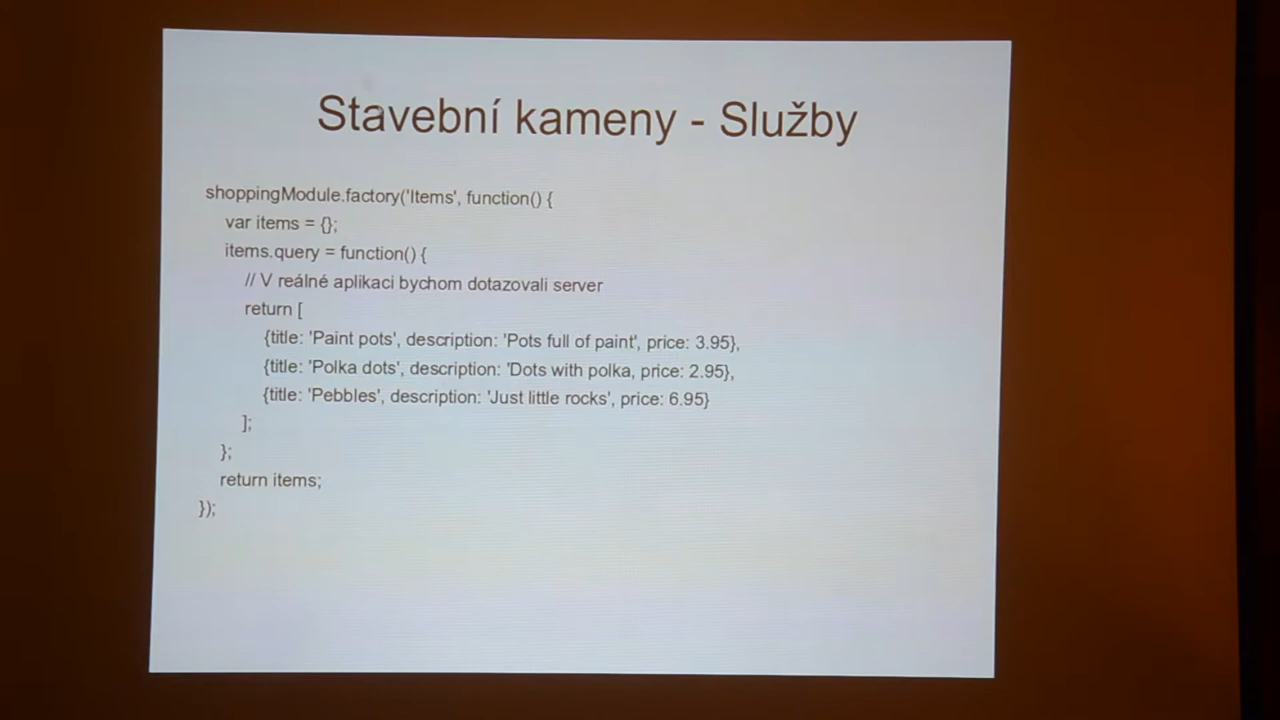 Stavební kameny - Služby
shoppingModule.factory('Items', function() {
var items = {};
items.query = function() {
// V reálné aplikaci bychom dotazovali server
return [
{title: 'Paint pots', description: 'Pots full of paint', price: 3.95},
{title: 'Polka dots', description: 'Dots with polka, price: 2.95},
{title: 'Pebbles', description: 'Just little rocks', price: 6.95}
];
};
return items;
});